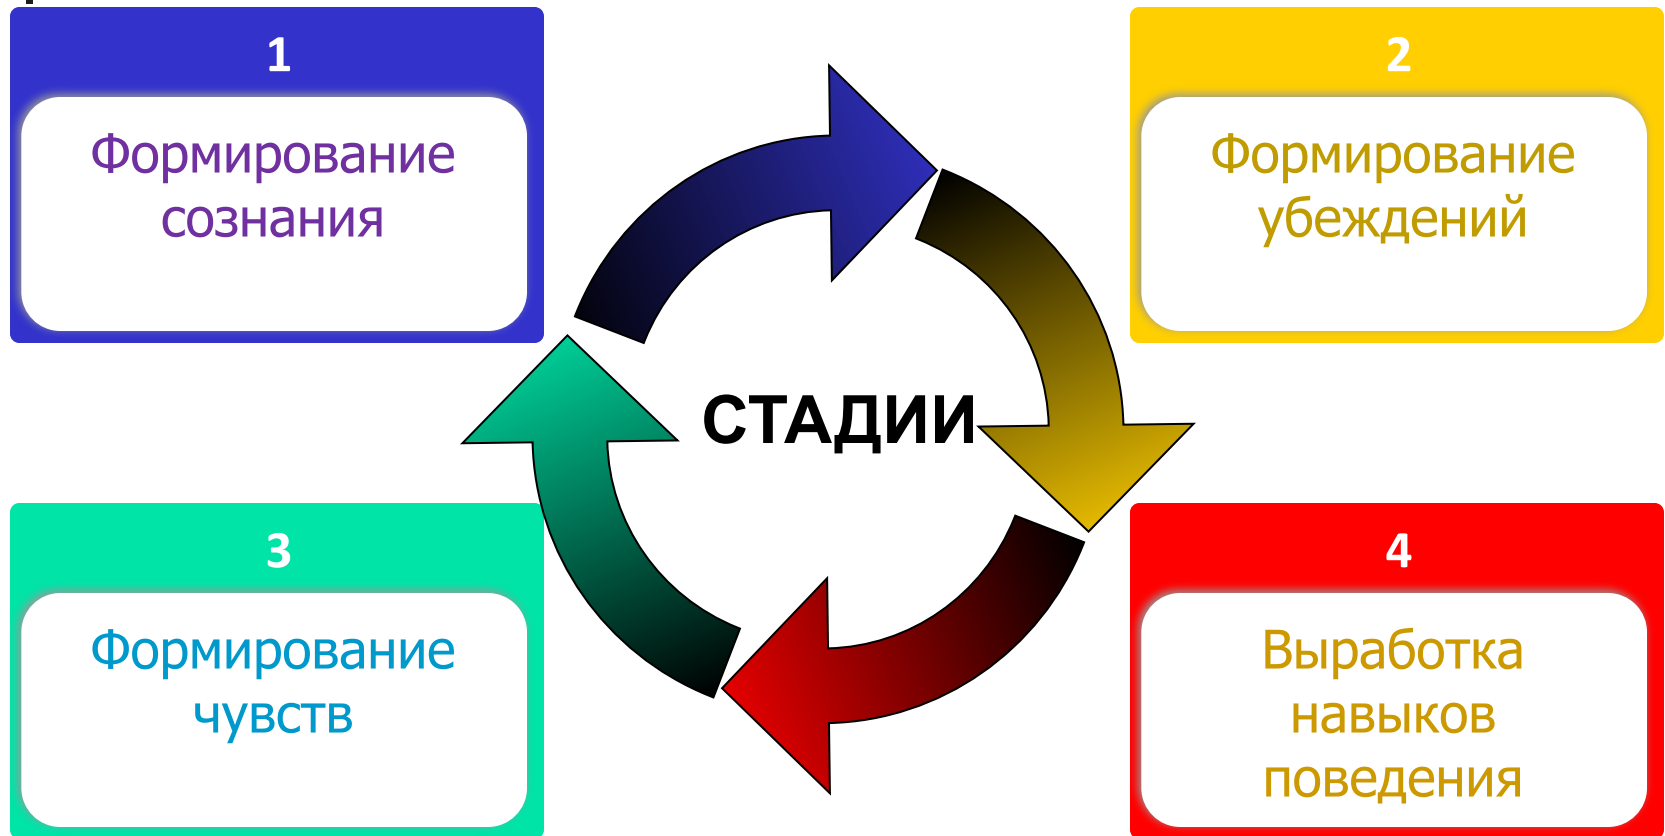 1
Формирование
сознания
2
Формирование
убеждений
СТАДИИ
3
Формирование
чувств
4
Выработка
навыков
поведения